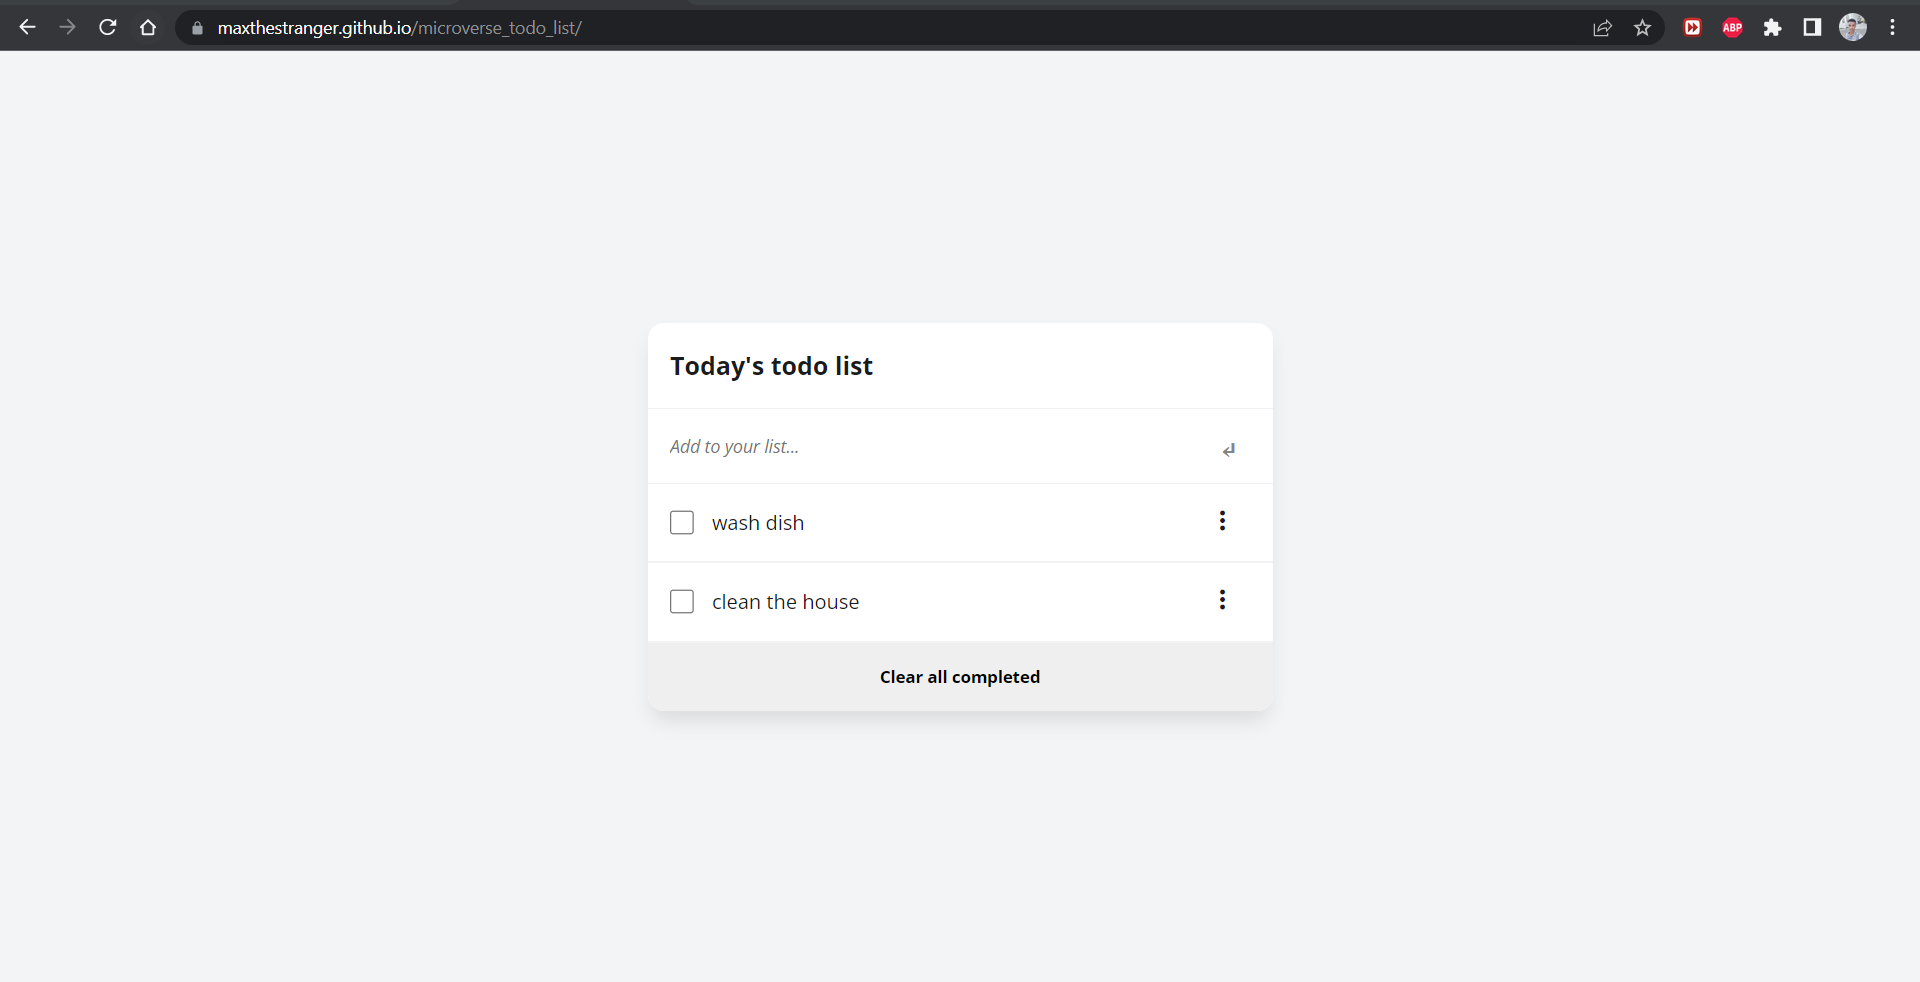 maxthestranger.github.io/microverse_todo_list/
ABP
Today's todo list
Add to your list...
wash dish
clean the house
Clear all completed